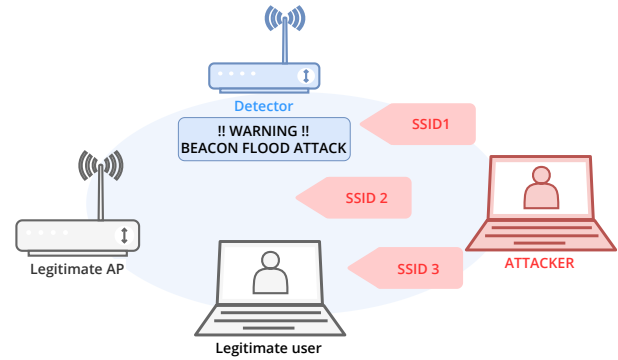 Detector
!! WARNING !!
BEACON FLOOD ATTACK
SSID1
SSID 2
SSID 3
ATTACKER
Legitimate AP
Legitimate user